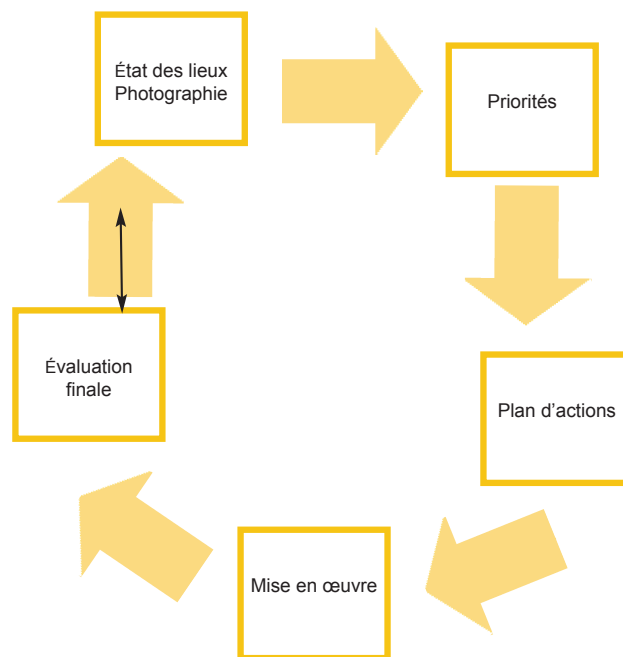 État des lieux
Photographie
Priorités
Plan d’actions
Mise en œuvre
Évaluation
finale